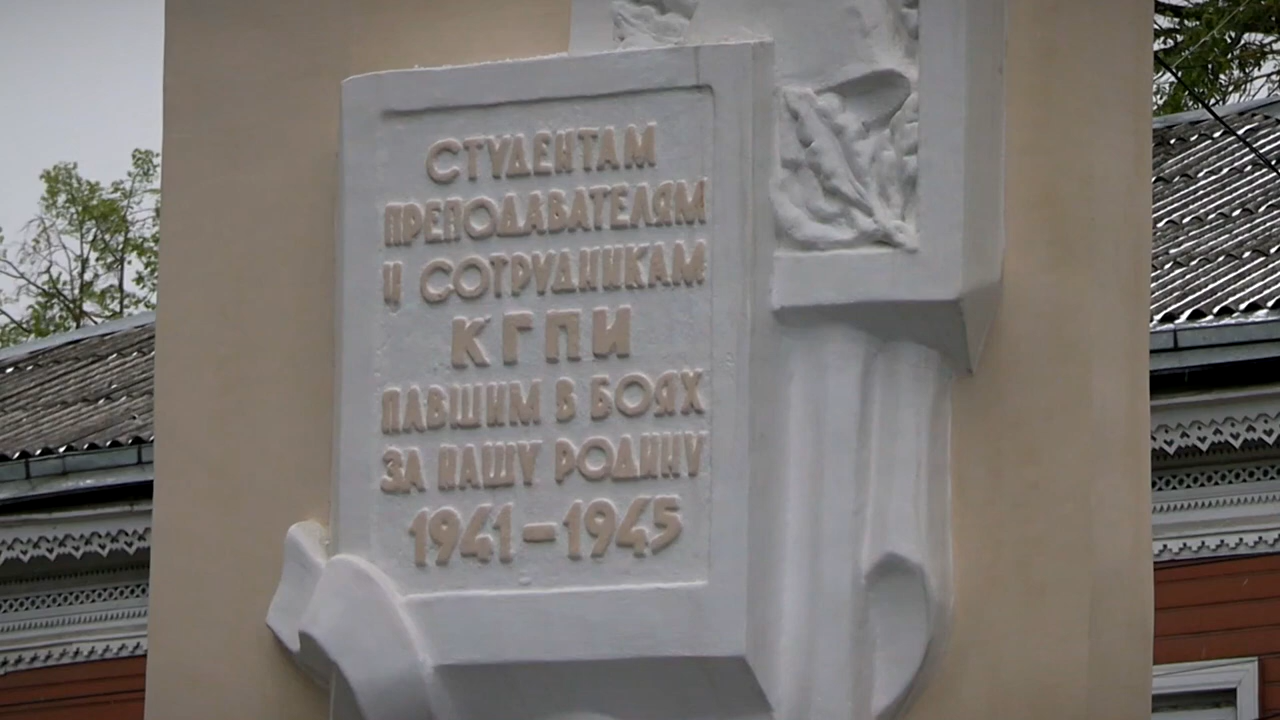 СТУДЕНТАМ
ПРЕПОДАВАТЕЛЯМ
И СОТРУДНИКАМ
КГПИ
ПАВШИМ В БОЯХ
ЗА НАШУ РОДИНУ
1941-1945